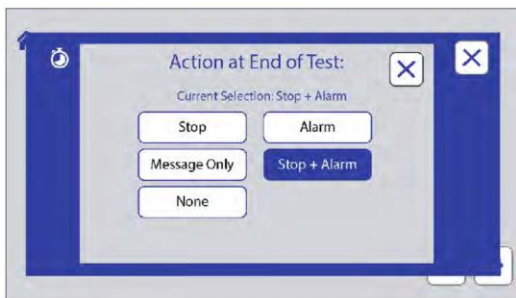 Action at End of Test:
Current Selection: Stop + Alarm
Stop
Alarm
Message Only
Stop + Alarm
None